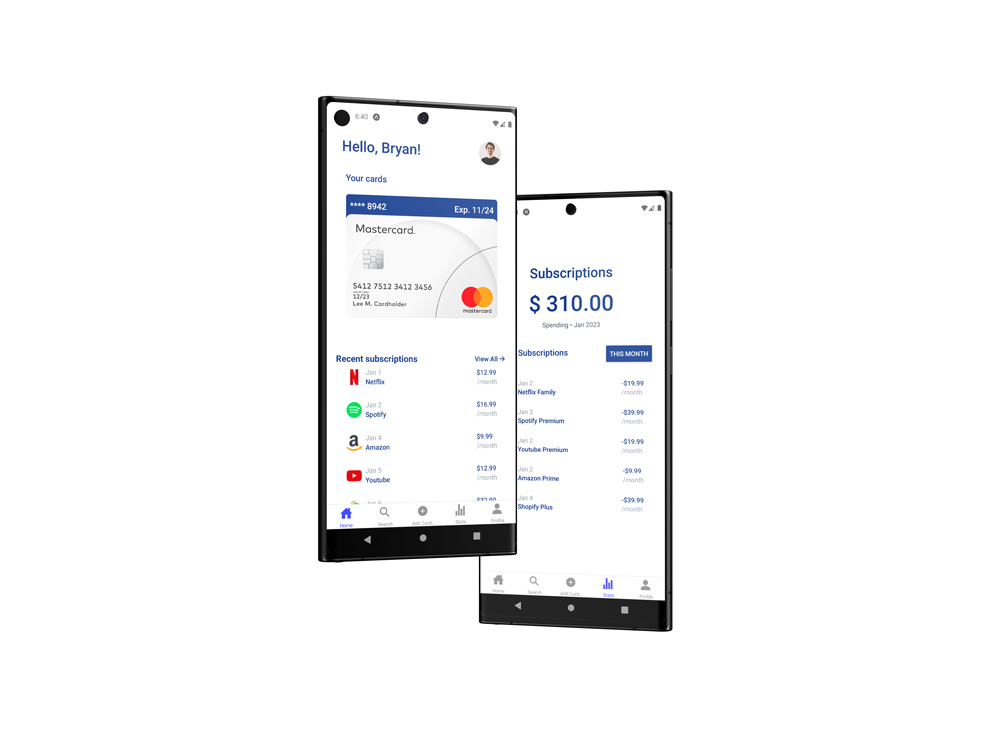 6:40
Hello, Bryan!
Your cards
**** 8942 Exp. 11/24
Mastercard.
5412 7512 3412 3456
12/23
Lee M. Cardholder
mastercard
Recent subscriptions View All →
Jan 1 $12.99
Netflix /month
Jan 2 $16.99
Spotify /month
Jan 4 $9.99
Amazon /month
Jan 5 $12.99
Youtube /month
Home Search Add Card.. Stats Profile
Subscriptions
$ 310.00
Spending • Jan 2023
Subscriptions THIS MONTH
Jan 2 -$19.99
Netflix Family /month
Jan 3 -$39.99
Spotify Premium /month
Jan 2 -$19.99
Youtube Premium /month
Jan 2 -$9.99
Amazon Prime /month
Jan 4 -$39.99
Shopify Plus /month
Home Search Add Card.. Stats Profile